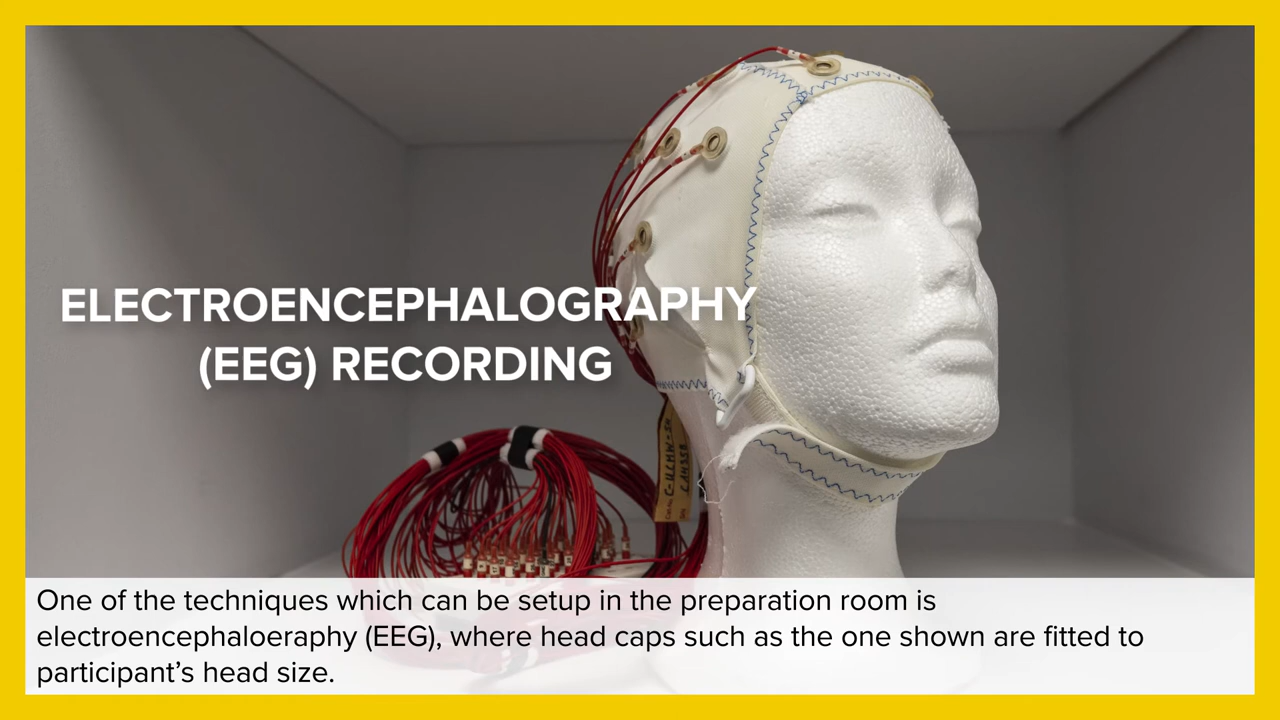 ELECTROENCEPHALOGRAPHY
(EEG) RECORDING
One of the techniques which can be setup in the preparation room is
electroencephaloeraphy (EEG), where head caps such as the one shown are fitted to
participant’s head size.